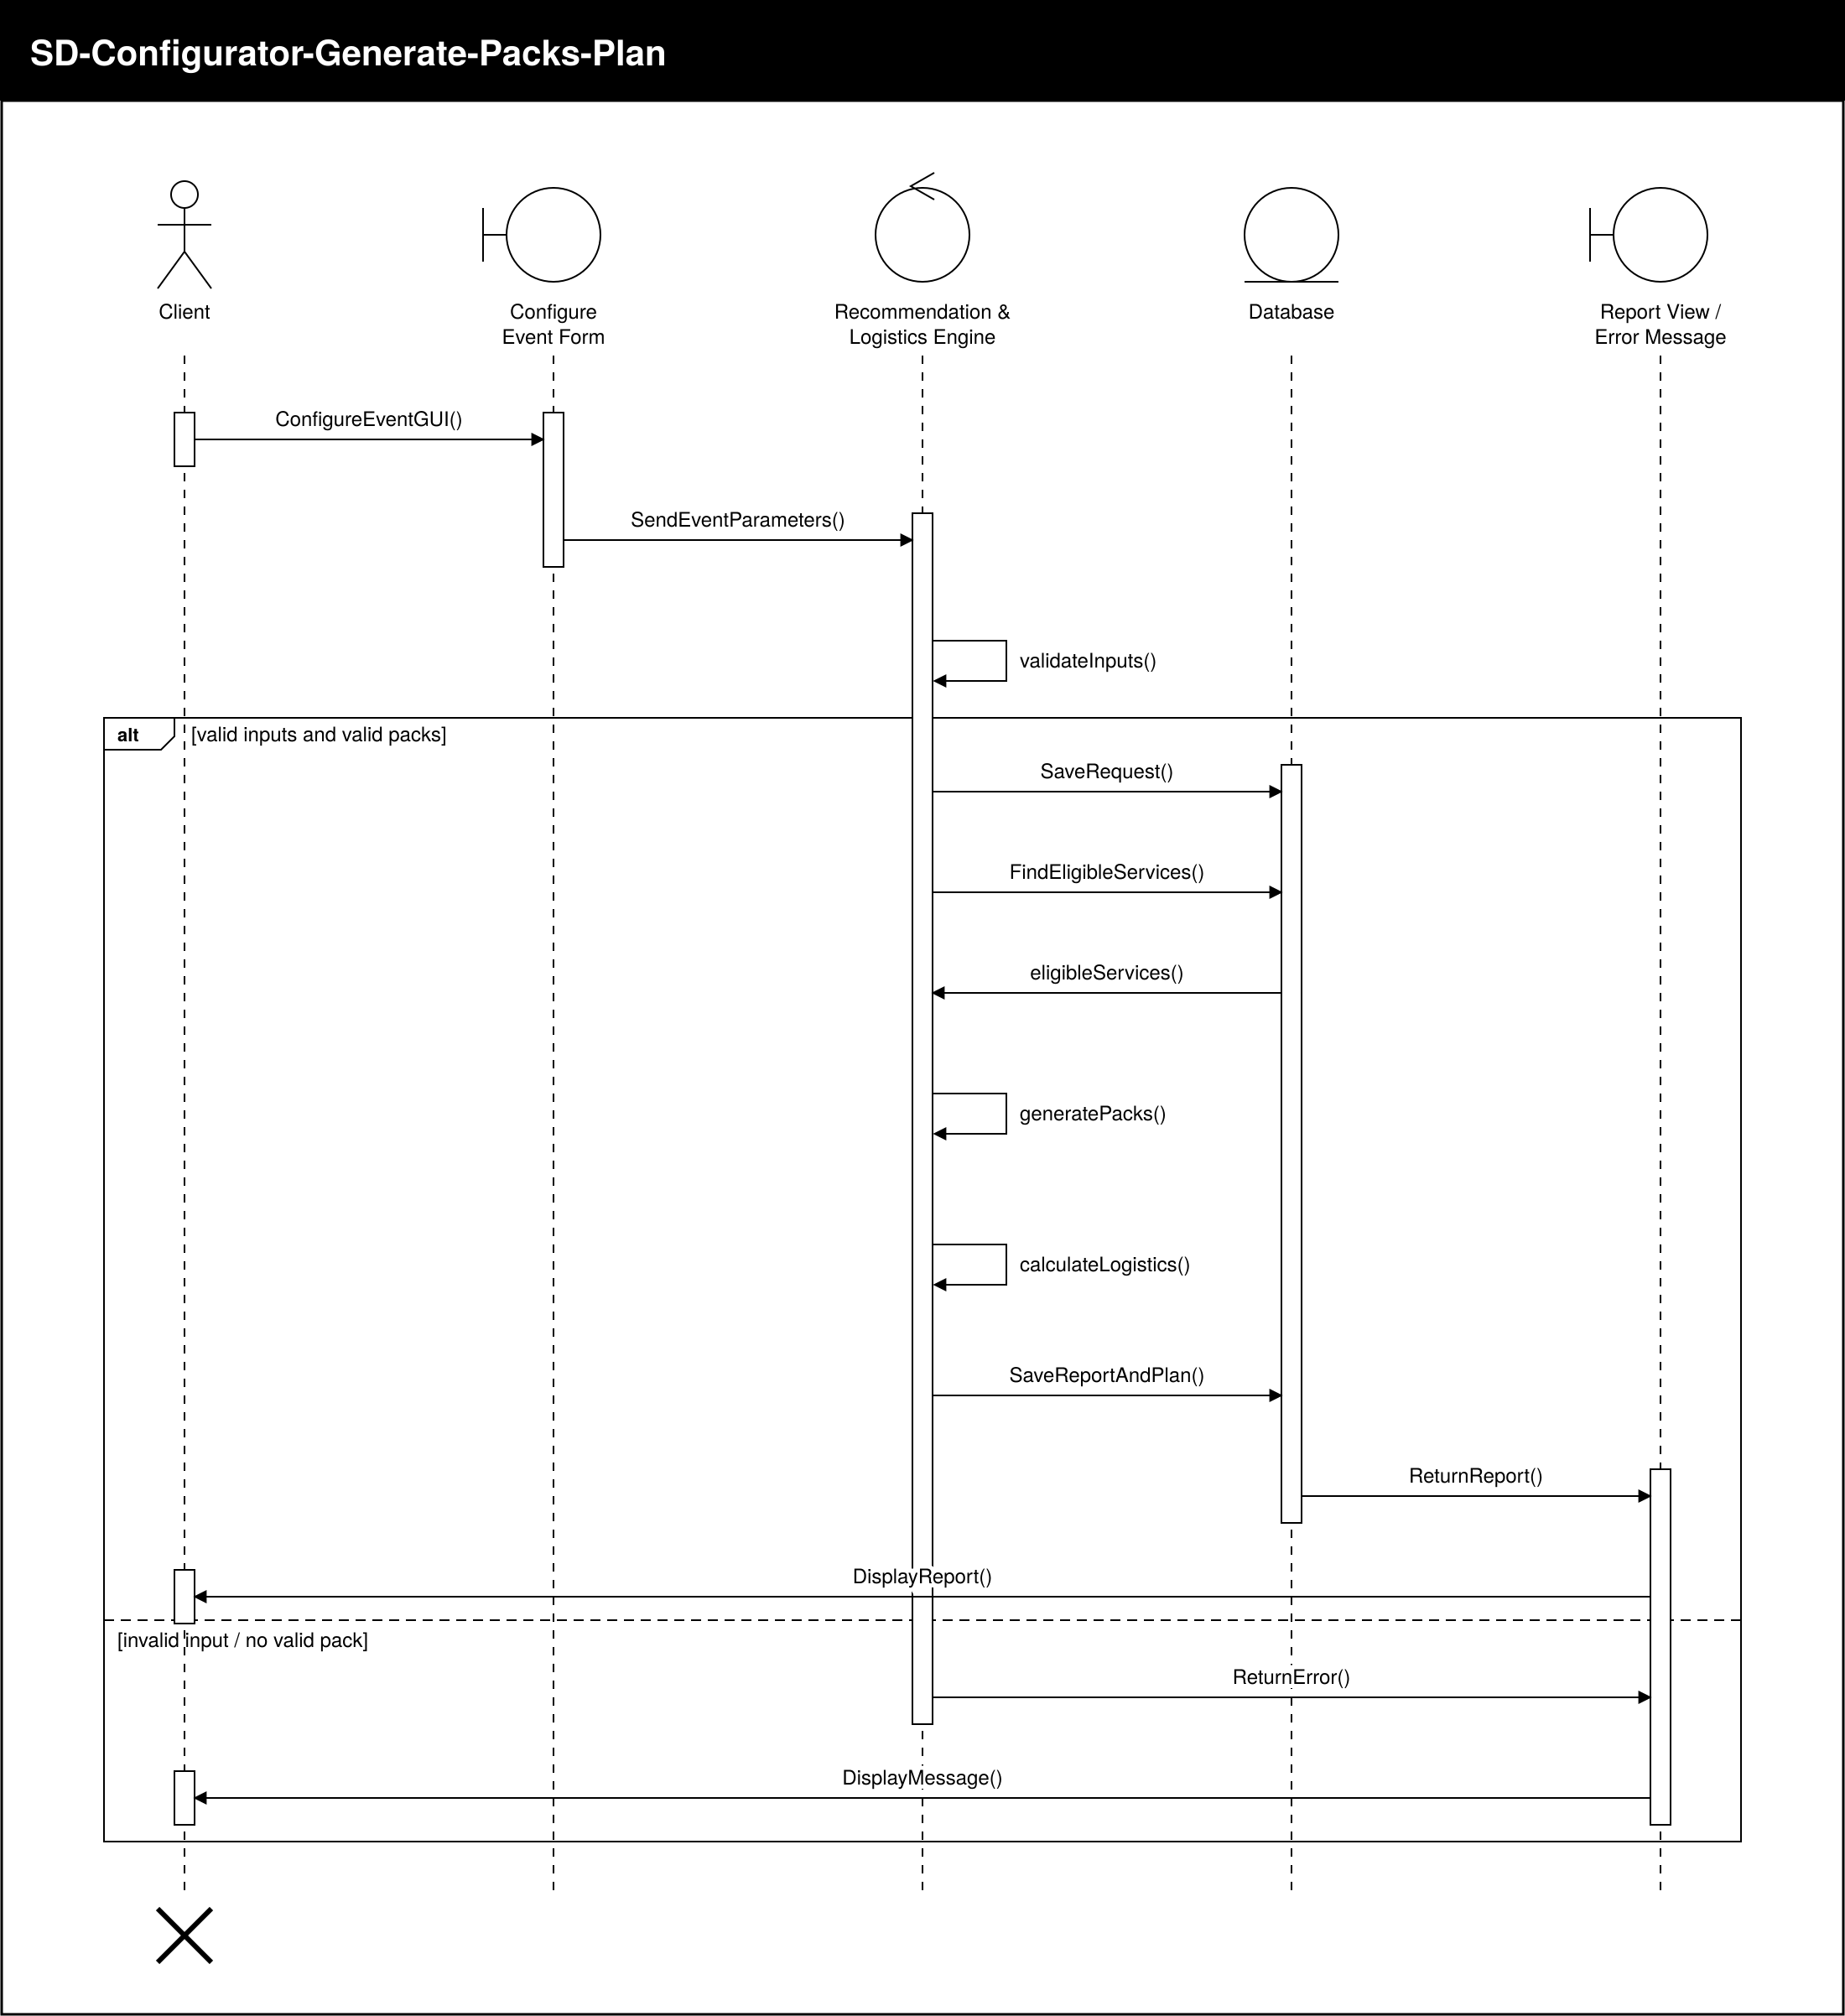 SD-Configurator-Generate-Packs-Plan
Client
Configure
Event Form
Recommendation &
Logistics Engine
Database
Report View /
Error Message
ConfigureEventGUI()
SendEventParameters()
validateInputs()
alt
[valid inputs and valid packs]
SaveRequest()
FindEligibleServices()
eligibleServices()
generatePacks()
calculateLogistics()
SaveReportAndPlan()
ReturnReport()
DisplayReport()
[invalid input / no valid pack]
ReturnError()
DisplayMessage()